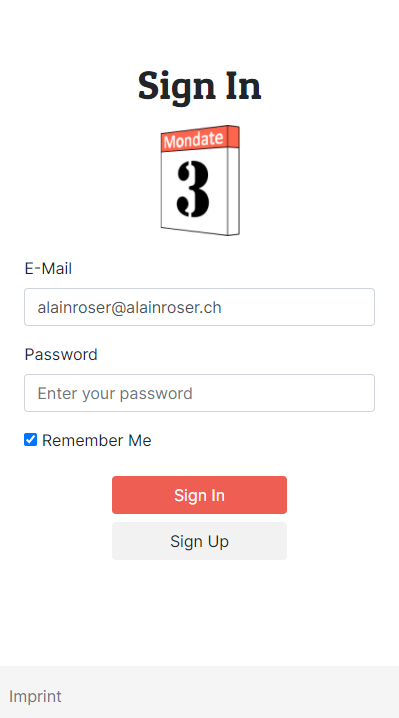 Sign In
Mondate
3
E-Mail
alainroser@alainroser.ch
Password
Enter your password
Remember Me
Sign In
Sign Up
Imprint